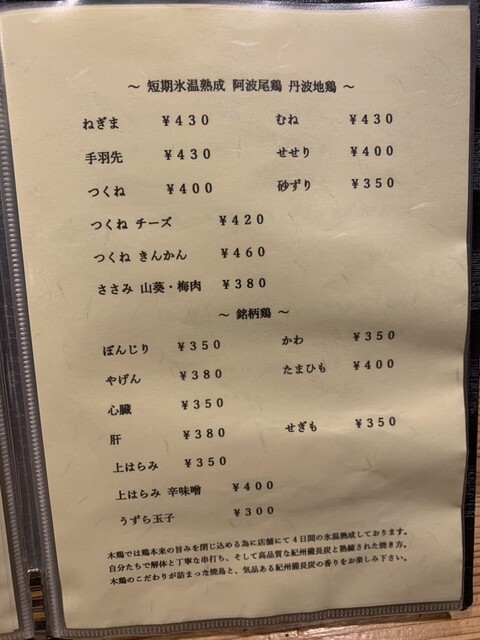 ～ 短期氷温熟成 阿波尾鶏 丹波地鶏 ～
ねぎま ￥４３０ むね ￥４３０
手羽先 ￥４３０ せせり ￥４００
つくね ￥４００ 砂ずり ￥３５０
つくね チーズ ￥４２０
つくね きんかん ￥４６０
ささみ 山葵・梅肉 ￥３８０
～ 銘柄鶏 ～
ぼんじり ￥３５０ かわ ￥３５０
やげん ￥３８０ たまひも ￥４００
心臓 ￥３５０
肝 ￥３８０ せぎも ￥３５０
上はらみ ￥３５０
上はらみ 辛味噌 ￥４００
うずら玉子 ￥３００
木鶏では鶏本来の旨みを閉じ込める為に店舗にて４日間の氷温熟成しております。
自分たちで解体と丁寧な串打ち、そして高品質な紀州備長炭と熟練された焼き方。
木鶏のこだわりが詰まった焼鳥と、気品ある紀州備長炭の香りをお楽しみ下さい。